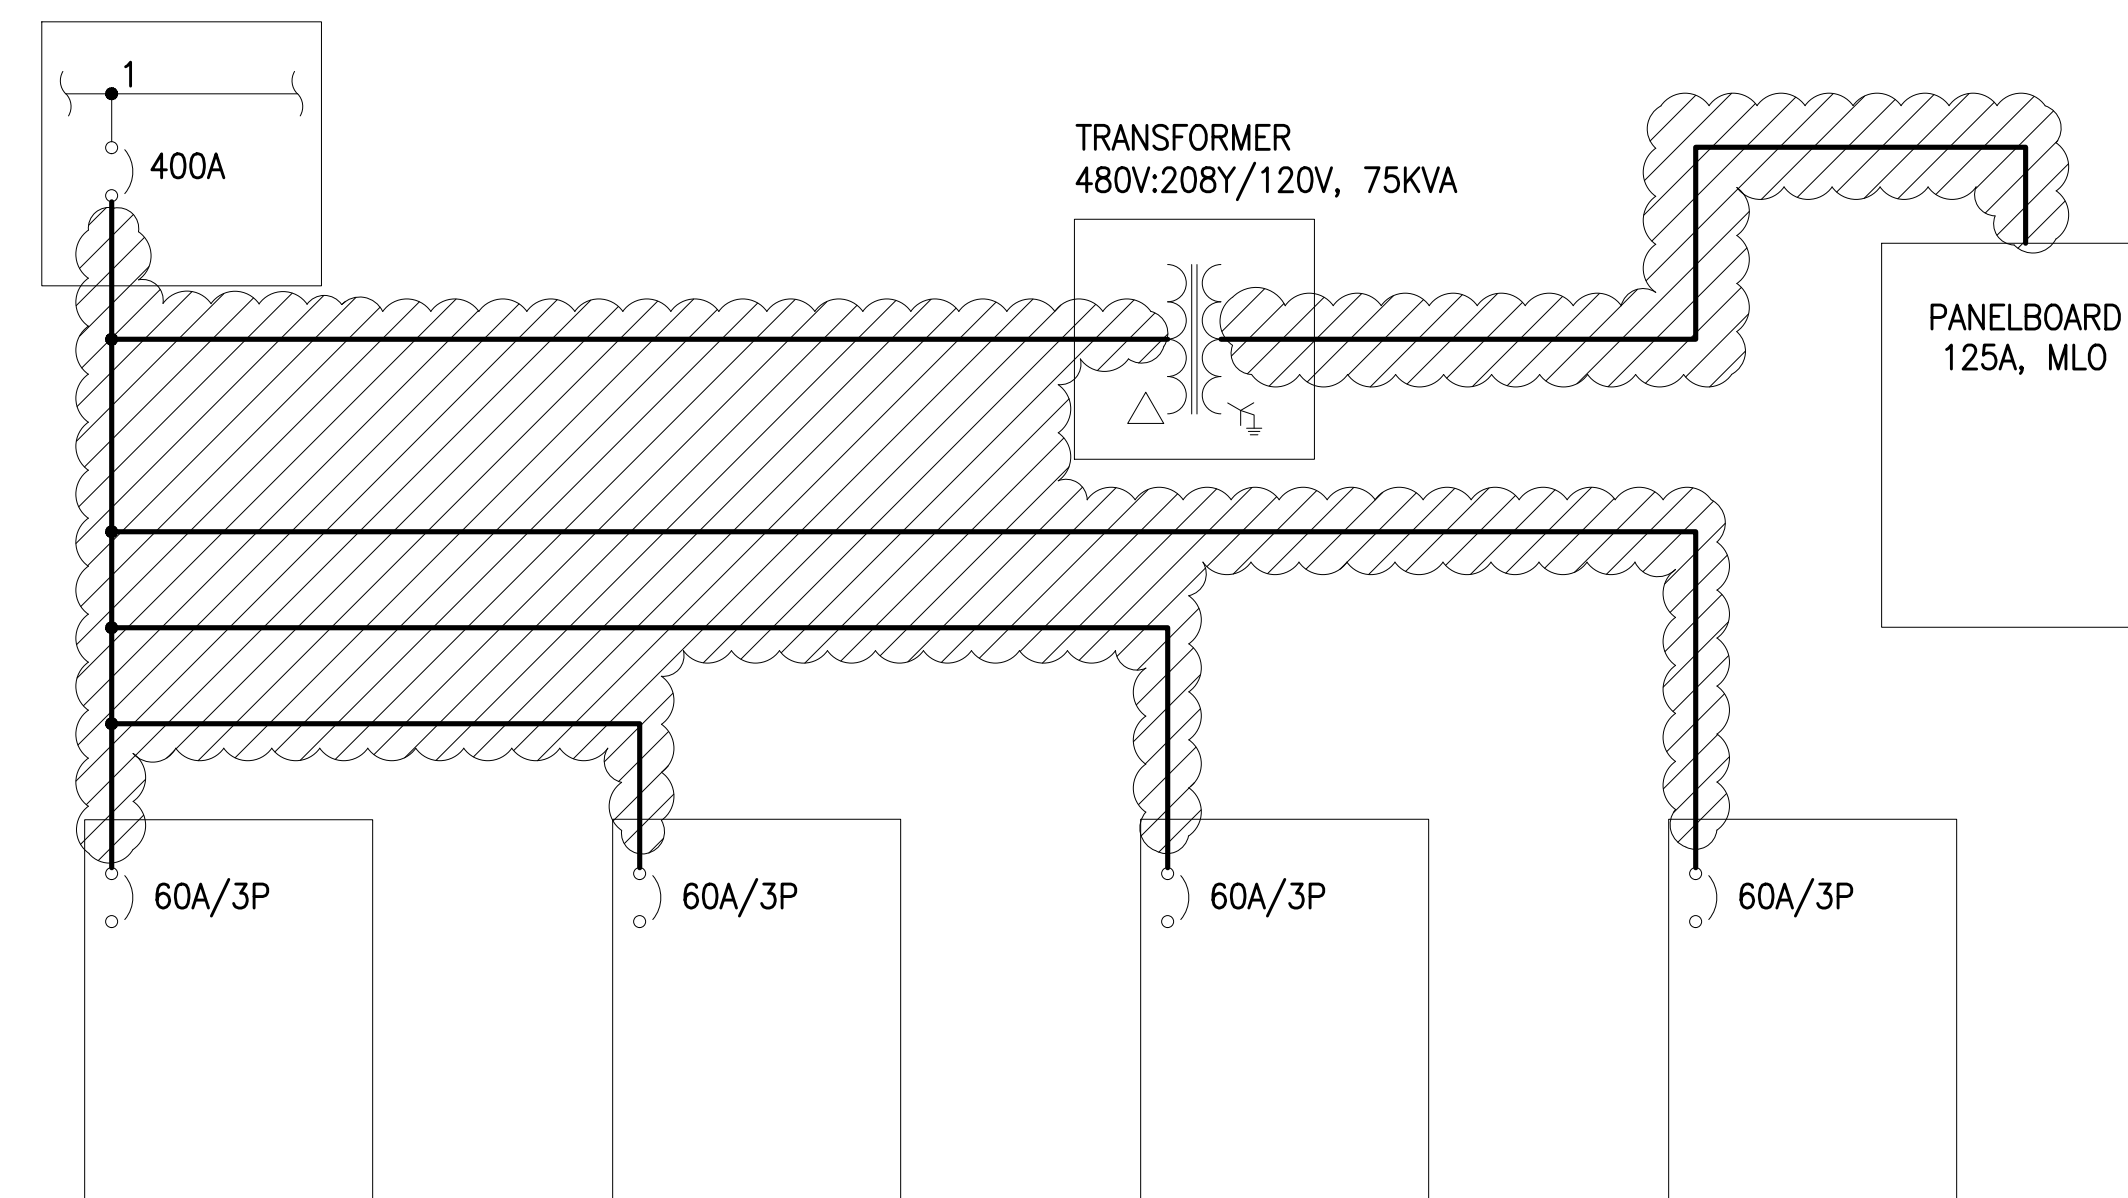 1
400A
TRANSFORMER
480V:208Y/120V, 75KVA
PANELBOARD
125A, MLO
60A/3P
60A/3P
60A/3P
60A/3P